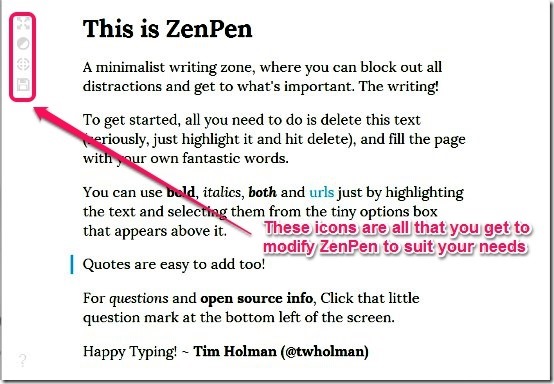 This is ZenPen
A minimalist writing zone, where you can block out all
distractions and get to what's important. The writing!
To get started, all you need to do is delete this text
(seriously, just highlight it and hit delete), and fill the page
with your own fantastic words.
You can use bold, italics, both and urls just by highlighting
the text and selecting them from the tiny options box
that appears above it.
These icons are all that you get to
modify ZenPen to suit your needs
Quotes are easy to add too!
For questions and open source info, Click that little
question mark at the bottom left of the screen.
?
Happy Typing! ~ Tim Holman (@twholman)